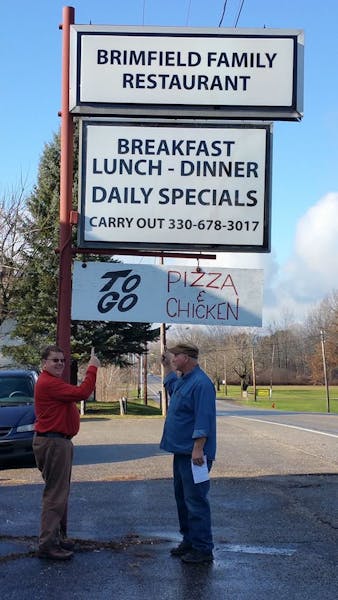 BRIMFIELD FAMILY
RESTAURANT
BREAKFAST
LUNCH - DINNER
DAILY SPECIALS
CARRY OUT 330-678-3017
TO GO PIZZA & CHICKEN